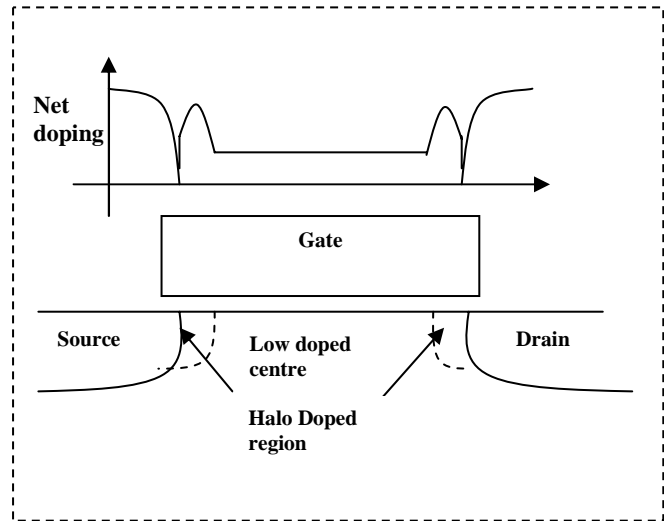 Net
doping
Gate
Source
Low doped
centre
Drain
Halo Doped
region